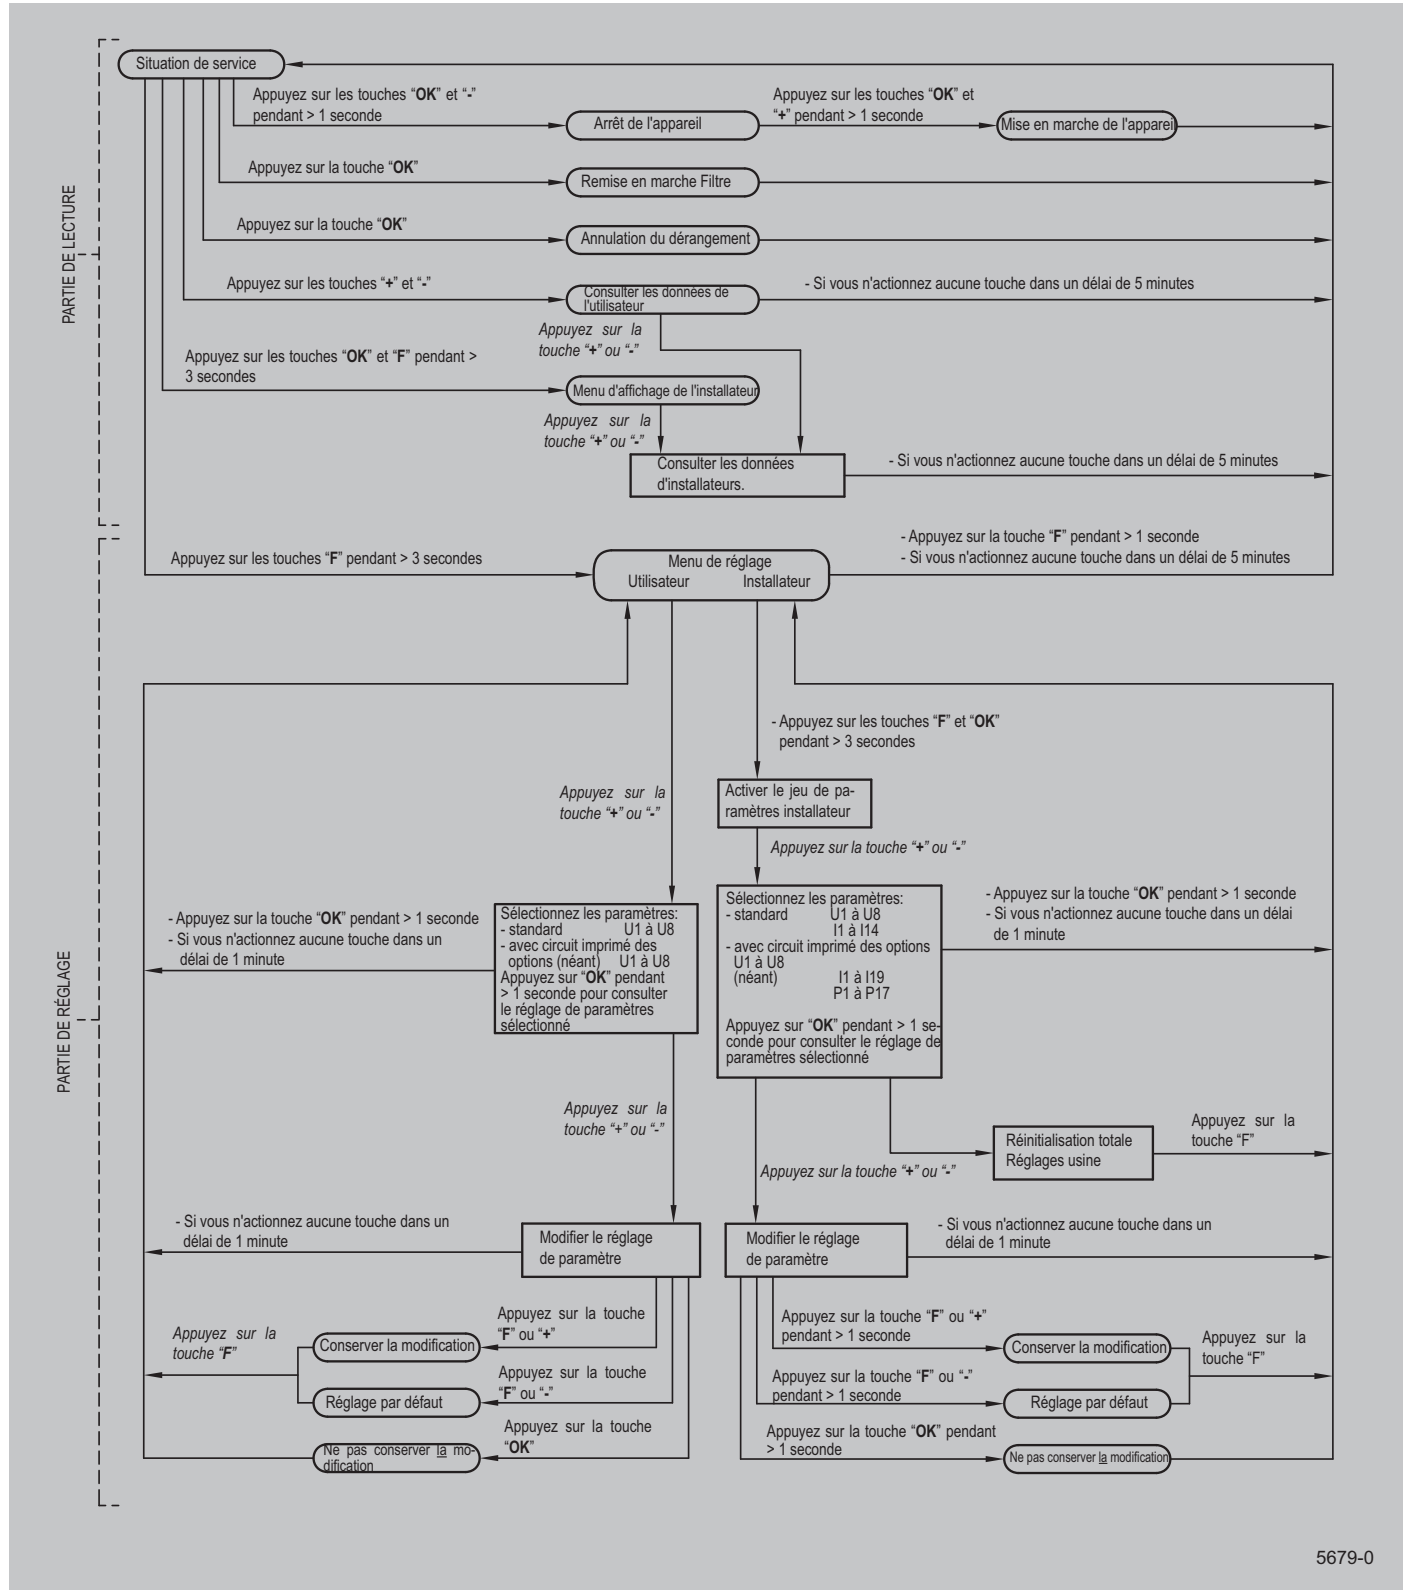 PARTIE DE LECTURE
Situation de service
Appuyez sur les touches “OK” et “-”
pendant > 1 seconde
Arrêt de l'appareil
Appuyez sur les touches “OK” et
“+” pendant > 1 seconde
Mise en marche de l'appareil
Appuyez sur la touche “OK”
Remise en marche Filtre
Appuyez sur la touche “OK”
Annulation du dérangement
Appuyez sur les touches “+” et “-”
Consulter les données de
l'utilisateur
- Si vous n'actionnez aucune touche dans un délai de 5 minutes
Appuyez sur la
touche “+” ou “-”
Appuyez sur les touches “OK” et “F” pendant >
3 secondes
Menu d'affichage de l'installateur
Appuyez sur la
touche “+” ou “-”
Consulter les données
d'installateurs.
- Si vous n'actionnez aucune touche dans un délai de 5 minutes
PARTIE DE RÉGLAGE
Appuyez sur les touches “F” pendant > 3 secondes
Menu de réglage
Utilisateur Installateur
- Appuyez sur la touche “F” pendant > 1 seconde
- Si vous n'actionnez aucune touche dans un délai de 5 minutes
- Appuyez sur les touches “F” et “OK”
pendant > 3 secondes
Appuyez sur la
touche “+” ou “-”
Activer le jeu de pa-
ramètres installateur
Appuyez sur la touche “+” ou “-”
- Appuyez sur la touche “OK” pendant > 1 seconde
- Si vous n'actionnez aucune touche dans un
délai de 1 minute
Sélectionnez les paramètres:
- standard U1 à U8
- avec circuit imprimé des
options (néant) U1 à U8
Appuyez sur “OK” pendant
> 1 seconde pour consulter
le réglage de paramètres
sélectionné
Sélectionnez les paramètres:
- standard U1 à U8
I1 à I14
- avec circuit imprimé des options
U1 à U8
(néant) I1 à I19
P1 à P17
Appuyez sur “OK” pendant > 1 se-
conde pour consulter le réglage de
paramètres sélectionné
- Appuyez sur la touche “OK” pendant > 1 seconde
- Si vous n'actionnez aucune touche dans un délai
de 1 minute
Appuyez sur la
touche “+” ou “-”
Appuyez sur la touche “+” ou “-”
Réinitialisation totale
Réglages usine
Appuyez sur la
touche “F”
- Si vous n'actionnez aucune touche dans un
délai de 1 minute
Modifier le réglage
de paramètre
Modifier le réglage
de paramètre
- Si vous n'actionnez aucune touche dans un
délai de 1 minute
Appuyez sur la
touche “F”
Appuyez sur la touche
“F” ou “+”
Conserver la modification
Appuyez sur la touche
“F” ou “-”
Réglage par défaut
Appuyez sur la touche
“OK”
Ne pas conserver la mo-
dification
Appuyez sur la touche “F” ou “+”
pendant > 1 seconde
Conserver la modification
Appuyez sur la touche “F” ou “-”
pendant > 1 seconde
Réglage par défaut
Appuyez sur la
touche “F”
Appuyez sur la touche “OK” pendant
> 1 seconde
Ne pas conserver la modification
5679-0